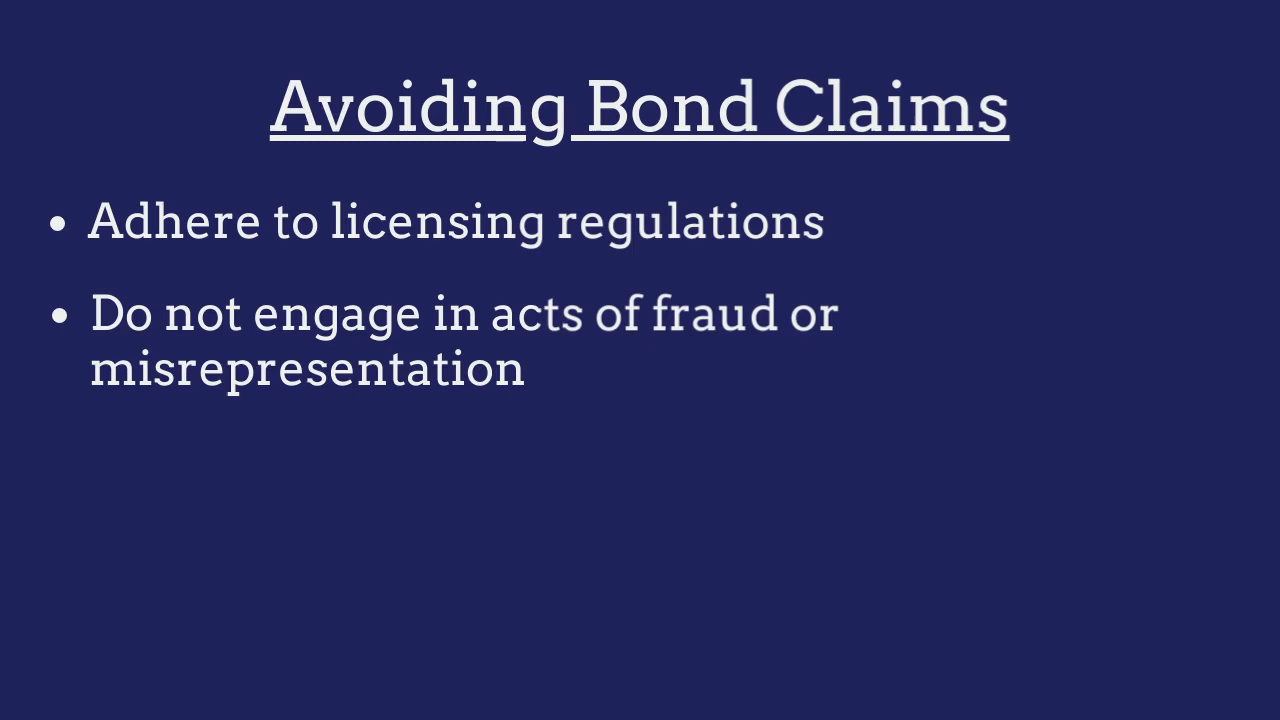 Avoiding Bond Claims
• Adhere to licensing regulations
• Do not engage in acts of fraud or
misrepresentation